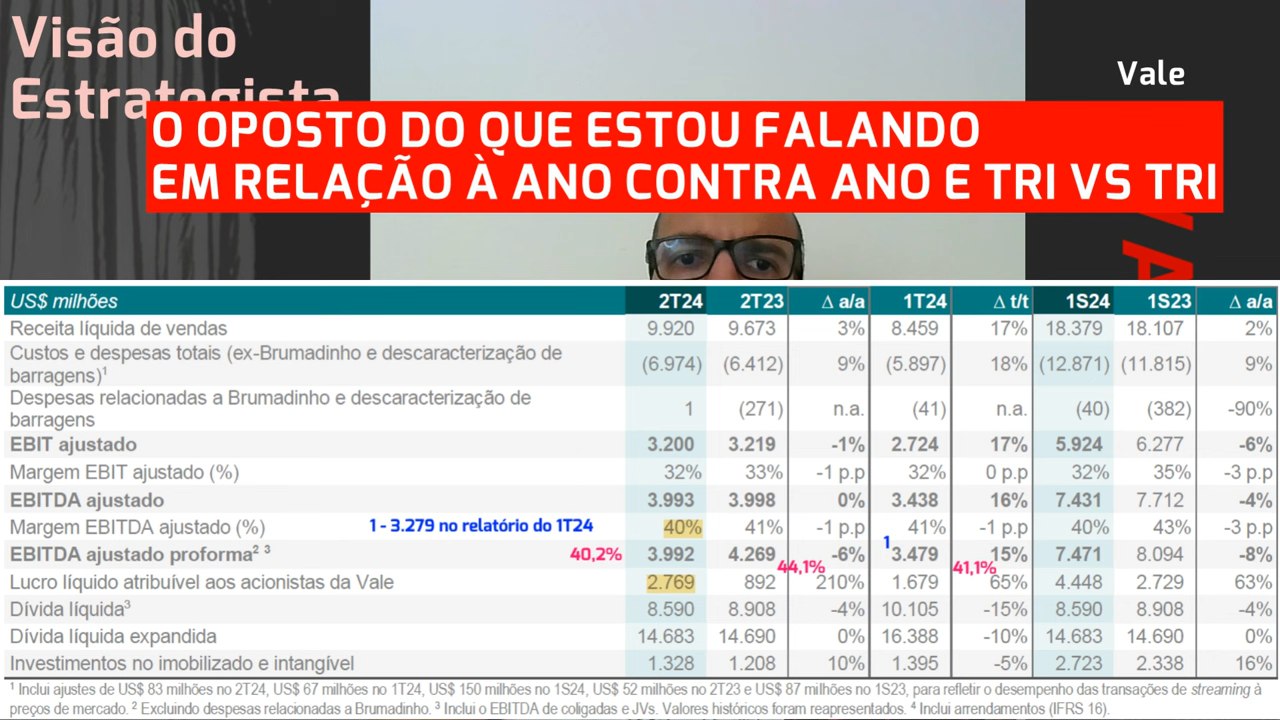 Visão do
Estrategista
Vale
O OPOSTO DO QUE ESTOU FALANDO
EM RELAÇÃO À ANO CONTRA ANO E TRI VS TRI
VA
US$ milhões 2T24 2T23 Δ a/a 1T24 Δ t/t 1S24 1S23 Δ a/a
Receita líquida de vendas 9.920 9.673 3% 8.459 17% 18.379 18.107 2%
Custos e despesas totais (ex-Brumadinho e descaracterização de
barragens)¹ (6.974) (6.412) 9% (5.897) 18% (12.871) (11.815) 9%
Despesas relacionadas a Brumadinho e descaracterização de
barragens 1 (271) n.a. (41) n.a. (40) (382) -90%
EBIT ajustado 3.200 3.219 -1% 2.724 17% 5.924 6.277 -6%
Margem EBIT ajustado (%) 32% 33% -1 p.p 32% 0 p.p 32% 35% -3 p.p
EBITDA ajustado 3.993 3.998 0% 3.438 16% 7.431 7.712 -4%
Margem EBITDA ajustado (%) 1 - 3.279 no relatório do 1T24 40% 41% -1 p.p 41% -1 p.p 40% 43% -3 p.p
EBITDA ajustado proforma² ³ 40,2% 3.992 4.269 -6% 1 3.479 15% 7.471 8.094 -8%
44,1% 41,1%
Lucro líquido atribuível aos acionistas da Vale 2.769 892 210% 1.679 65% 4.448 2.729 63%
Dívida líquida³ 8.590 8.908 -4% 10.105 -15% 8.590 8.908 -4%
Dívida líquida expandida 14.683 14.690 0% 16.388 -10% 14.683 14.690 0%
Investimentos no imobilizado e intangível 1.328 1.208 10% 1.395 -5% 2.723 2.338 16%
¹ Inclui ajustes de US$ 83 milhões no 2T24, US$ 67 milhões no 1T24, US$ 150 milhões no 1S24, US$ 52 milhões no 2T23 e US$ 87 milhões no 1S23, para refletir o desempenho das transações de streaming à
preços de mercado. ² Excluindo despesas relacionadas a Brumadinho. ³ Inclui o EBITDA de coligadas e JVs. Valores históricos foram reapresentados. ⁴ Inclui arrendamentos (IFRS 16).